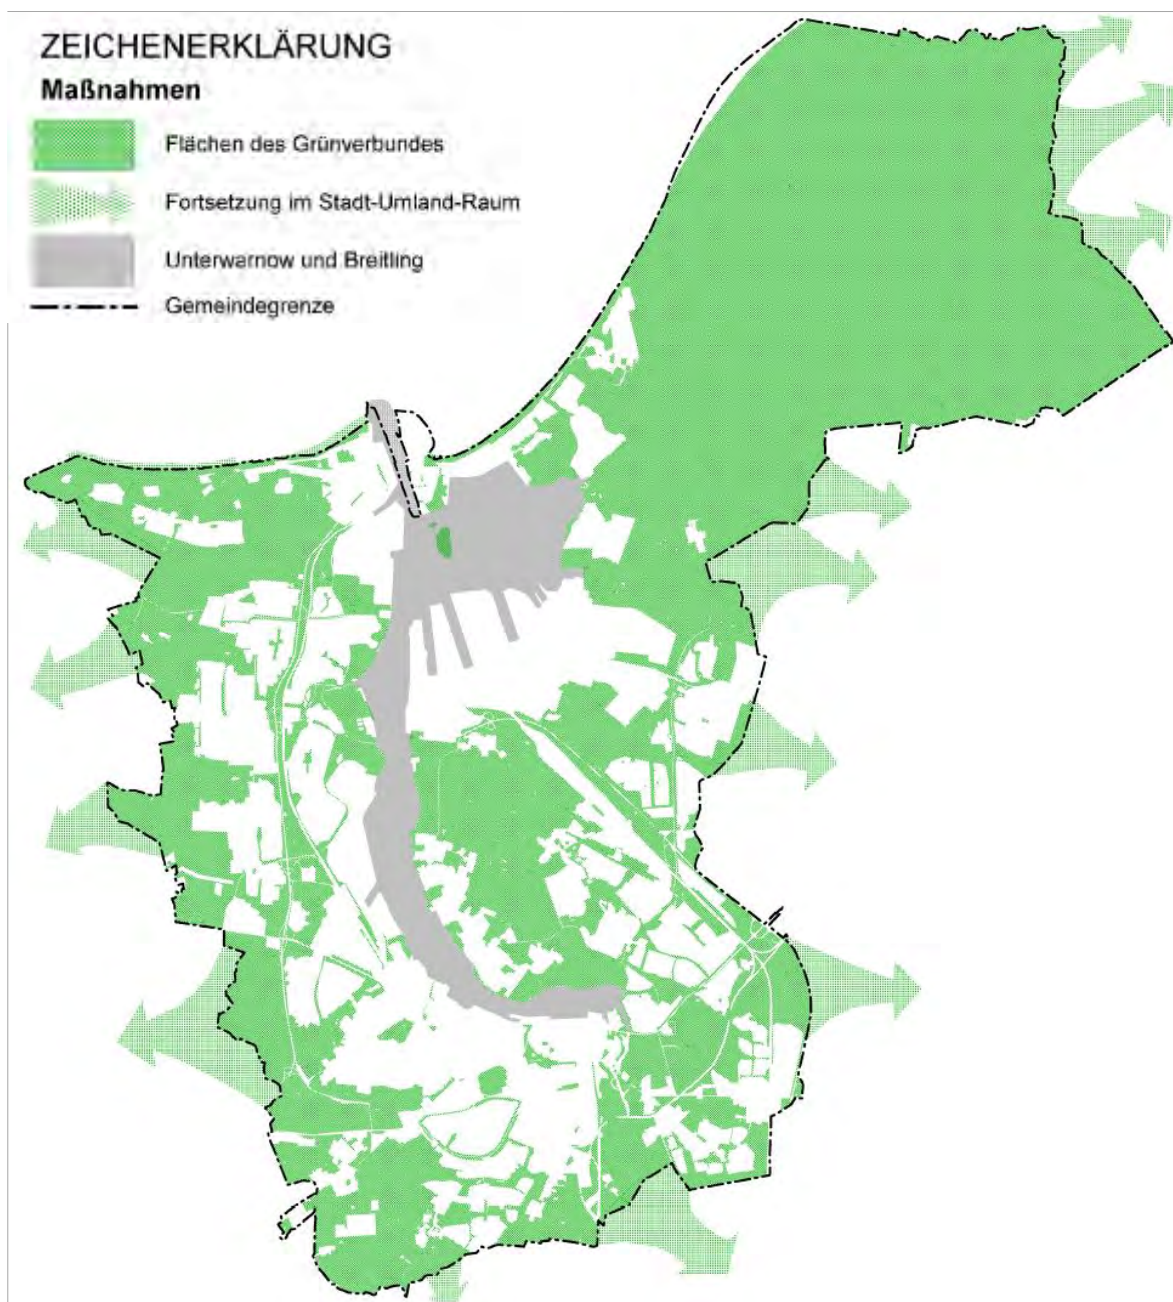 ZEICHENERKLÄRUNG
Maßnahmen
Flächen des Grünverbundes
Fortsetzung im Stadt-Umland-Raum
Unterwarnow und Breitling
Gemeindegrenze